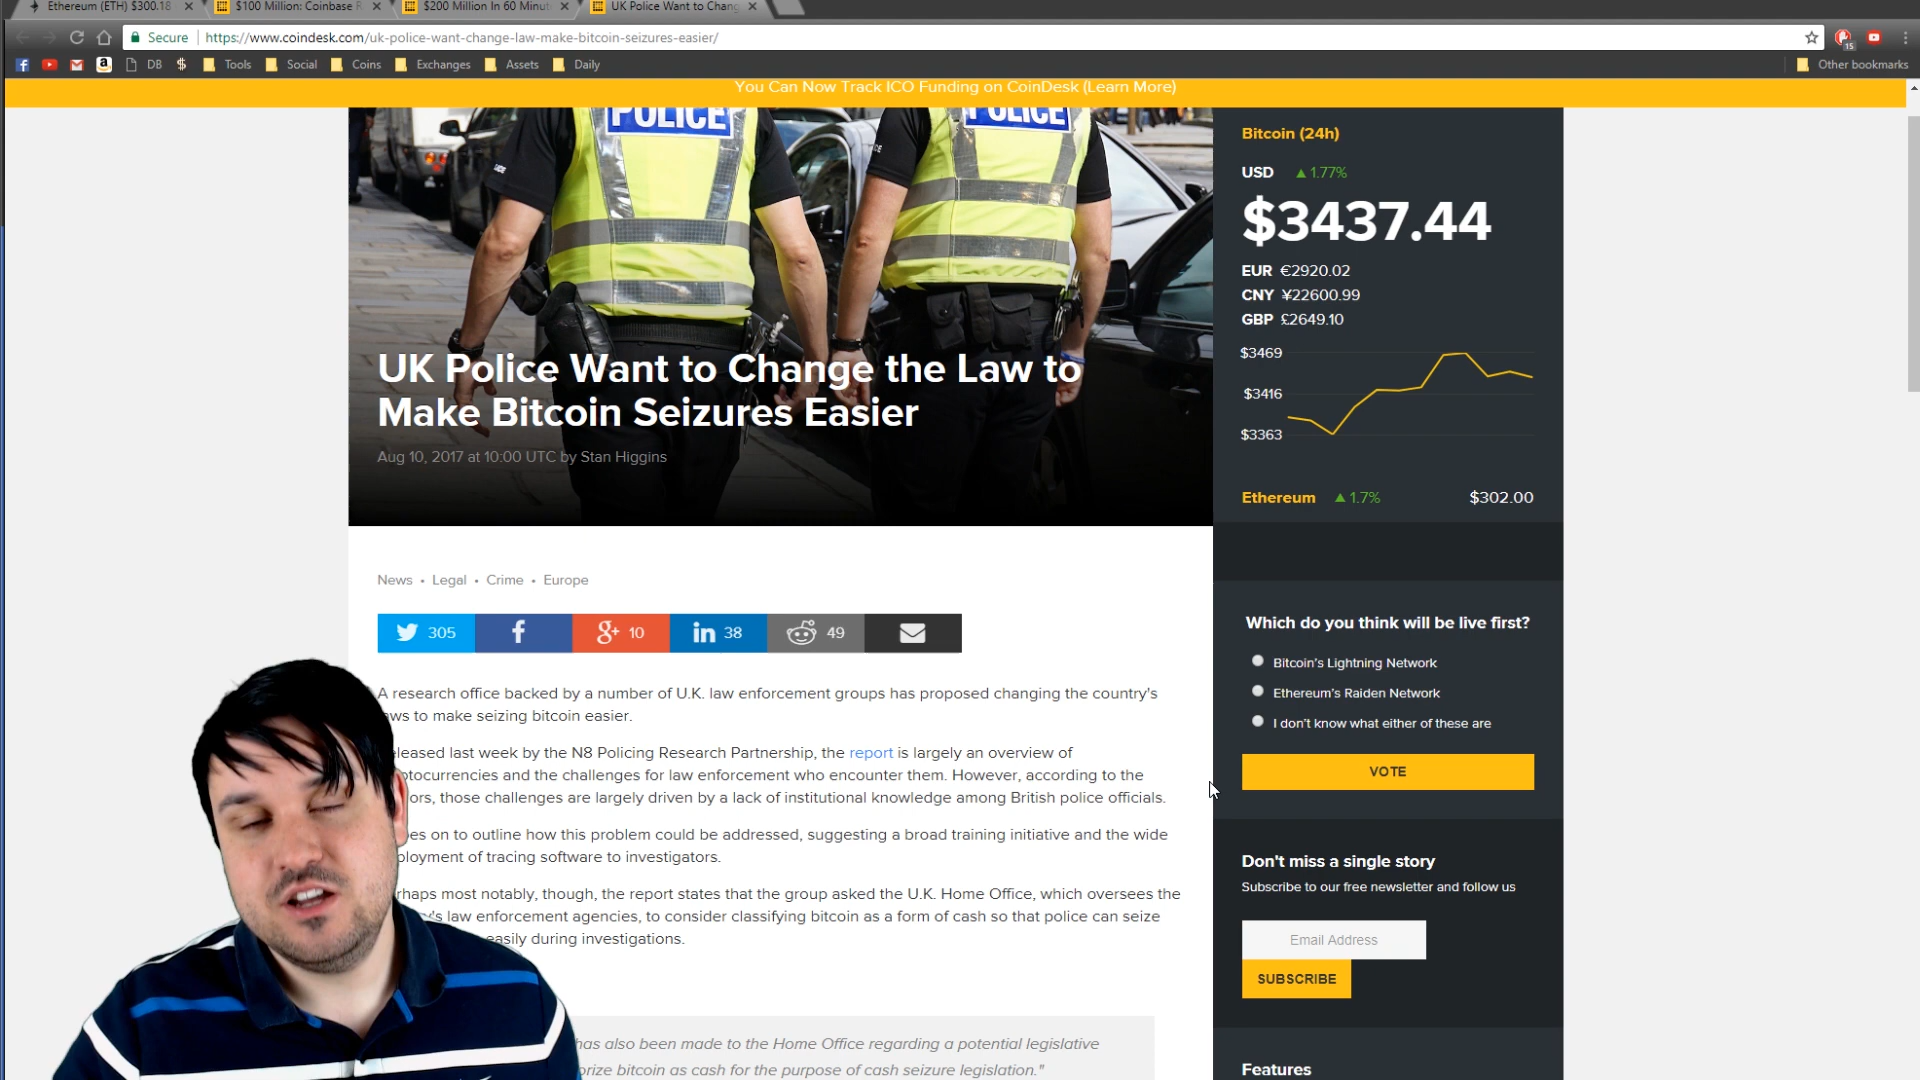 Ethereum (ETH) $300.18
$100 Million: Coinbase R
$200 Million In 60 Minut
UK Police Want to Chang
Secure
https://www.coindesk.com/uk-police-want-change-law-make-bitcoin-seizures-easier/
15
DB
Tools
Social
Coins
Exchanges
Assets
Daily
Other bookmarks
You Can Now Track ICO Funding on CoinDesk (Learn More)
POLICE
POLICE
UK Police Want to Change the Law to
Make Bitcoin Seizures Easier
Aug 10, 2017 at 10:00 UTC by Stan Higgins
News • Legal • Crime • Europe
305
10
38
49
A research office backed by a number of U.K. law enforcement groups has proposed changing the country's
ws to make seizing bitcoin easier.
eleased last week by the N8 Policing Research Partnership, the report is largely an overview of
ptocurrencies and the challenges for law enforcement who encounter them. However, according to the
ors, those challenges are largely driven by a lack of institutional knowledge among British police officials.
es on to outline how this problem could be addressed, suggesting a broad training initiative and the wide
ployment of tracing software to investigators.
rhaps most notably, though, the report states that the group asked the U.K. Home Office, which oversees the
's law enforcement agencies, to consider classifying bitcoin as a form of cash so that police can seize
easily during investigations.
has also been made to the Home Office regarding a potential legislative
orize bitcoin as cash for the purpose of cash seizure legislation."
Bitcoin (24h)
USD 1.77%
$3437.44
EUR €2920.02
CNY ¥22600.99
GBP £2649.10
$3469
$3416
$3363
Ethereum 1.7% $302.00
Which do you think will be live first?
Bitcoin's Lightning Network
Ethereum's Raiden Network
I don't know what either of these are
VOTE
Don't miss a single story
Subscribe to our free newsletter and follow us
Email Address
SUBSCRIBE
Features